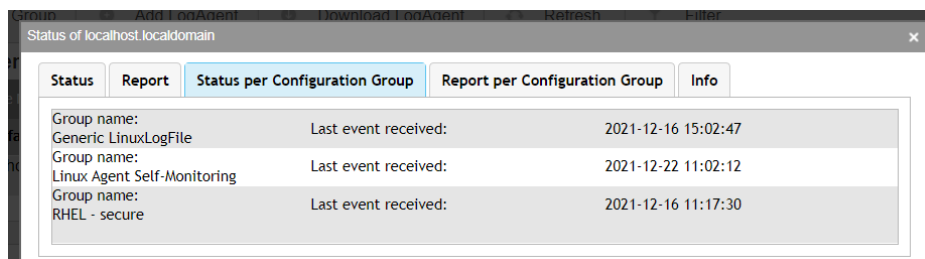 Group Add LogAgent Download LogAgent Refresh Filter
Status of localhost.localdomain ×
Status Report Status per Configuration Group Report per Configuration Group Info
Group name:
Generic LinuxLogFile Last event received: 2021-12-16 15:02:47
Group name:
Linux Agent Self-Monitoring Last event received: 2021-12-22 11:02:12
Group name:
RHEL - secure Last event received: 2021-12-16 11:17:30